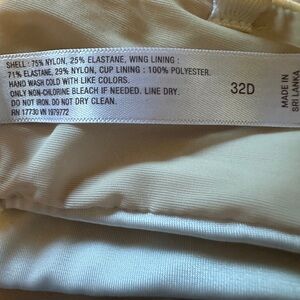 SHELL : 75% NYLON, 25% ELASTANE, WING LINING :
71% ELASTANE, 29% NYLON, CUP LINING : 100% POLYESTER.
HAND WASH COLD WITH LIKE COLORS.
ONLY NON-CHLORINE BLEACH IF NEEDED. LINE DRY.
DO NOT IRON. DO NOT DRY CLEAN.
RN 17730 VN 1979772
32D
MADE IN
SRI LANKA